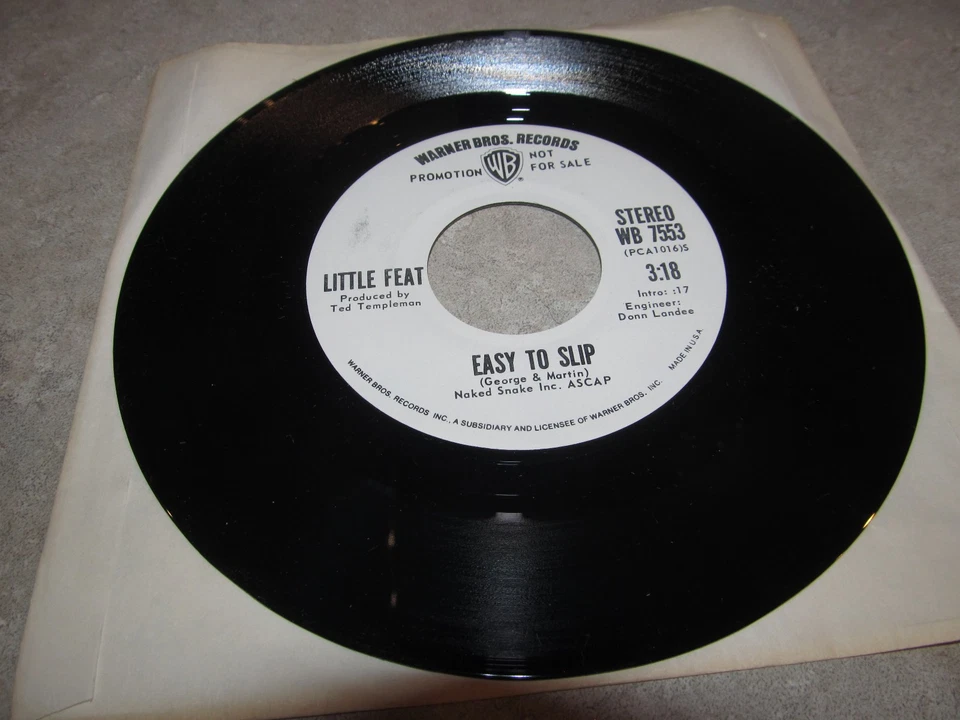 WARNER BROS. RECORDS
PROMOTION WB ® NOT FOR SALE
STEREO
WB 7553
(PCA1016)S
3:18
Intro: :17
Engineer:
Donn Landee
LITTLE FEAT
Produced by
Ted Templeman
EASY TO SLIP
(George & Martin)
Naked Snake Inc. ASCAP
WARNER BROS. RECORDS INC., A SUBSIDIARY AND LICENSEE OF WARNER BROS. INC. MADE IN U.S.A.